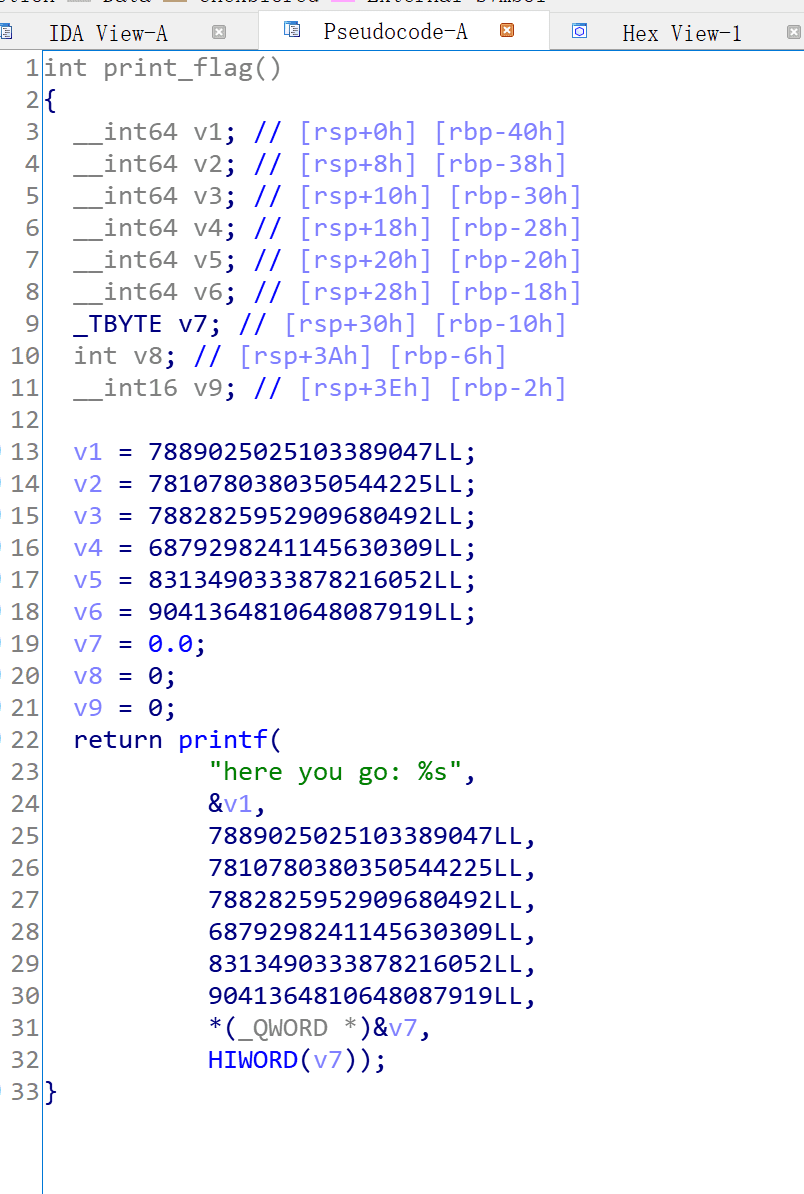 IDA View-A Pseudocode-A Hex View-1
1 int print_flag()
2 {
3   __int64 v1; // [rsp+0h] [rbp-40h]
4   __int64 v2; // [rsp+8h] [rbp-38h]
5   __int64 v3; // [rsp+10h] [rbp-30h]
6   __int64 v4; // [rsp+18h] [rbp-28h]
7   __int64 v5; // [rsp+20h] [rbp-20h]
8   __int64 v6; // [rsp+28h] [rbp-18h]
9   _TBYTE v7; // [rsp+30h] [rbp-10h]
10   int v8; // [rsp+3Ah] [rbp-6h]
11   __int16 v9; // [rsp+3Eh] [rbp-2h]
12
13   v1 = 7889025025103389047LL;
14   v2 = 7810780380350544225LL;
15   v3 = 7882825952909680492LL;
16   v4 = 6879298241145630309LL;
17   v5 = 8313490333878216052LL;
18   v6 = 9041364810648087919LL;
19   v7 = 0.0;
20   v8 = 0;
21   v9 = 0;
22   return printf(
23            "here you go: %s",
24            &v1,
25            7889025025103389047LL,
26            7810780380350544225LL,
27            7882825952909680492LL,
28            6879298241145630309LL,
29            8313490333878216052LL,
30            9041364810648087919LL,
31            *(_QWORD *)&v7,
32            HIWORD(v7));
33 }